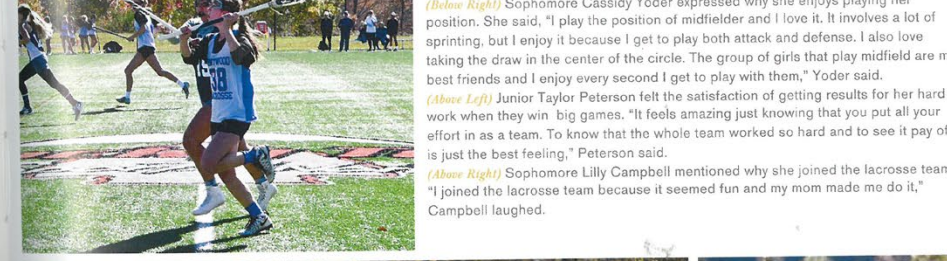 (Below Right) Sophomore Cassidy Yoder expressed why she enjoys playing her
position. She said, “I play the position of midfielder and I love it. It involves a lot of
sprinting, but I enjoy it because I get to play both attack and defense. I also love
taking the draw in the center of the circle. The group of girls that play midfield are m
best friends and I enjoy every second I get to play with them,” Yoder said.
(Above Left) Junior Taylor Peterson felt the satisfaction of getting results for her hard
work when they win big games. “It feels amazing just knowing that you put all your
effort in as a team. To know that the whole team worked so hard and to see it pay of
is just the best feeling,” Peterson said.
(Above Right) Sophomore Lilly Campbell mentioned why she joined the lacrosse team
“I joined the lacrosse team because it seemed fun and my mom made me do it,”
Campbell laughed.
38